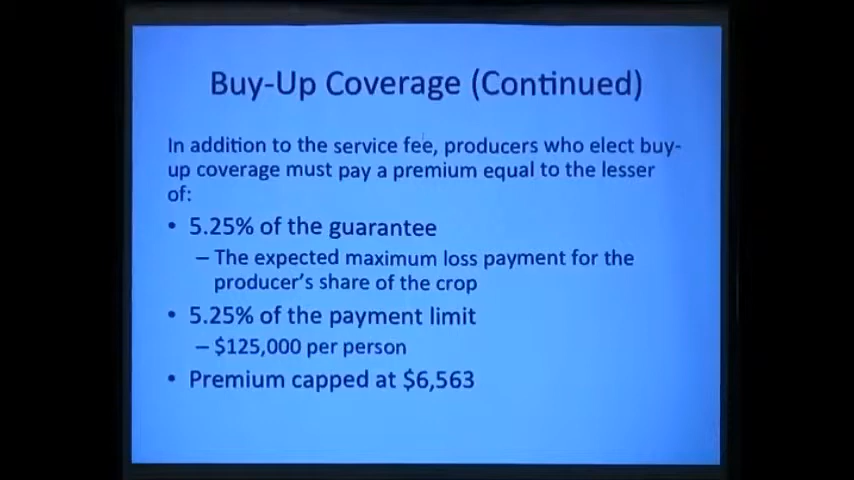 Buy-Up Coverage (Continued)
In addition to the service fee, producers who elect buy-
up coverage must pay a premium equal to the lesser
of:
• 5.25% of the guarantee
– The expected maximum loss payment for the
producer's share of the crop
• 5.25% of the payment limit
– $125,000 per person
• Premium capped at $6,563